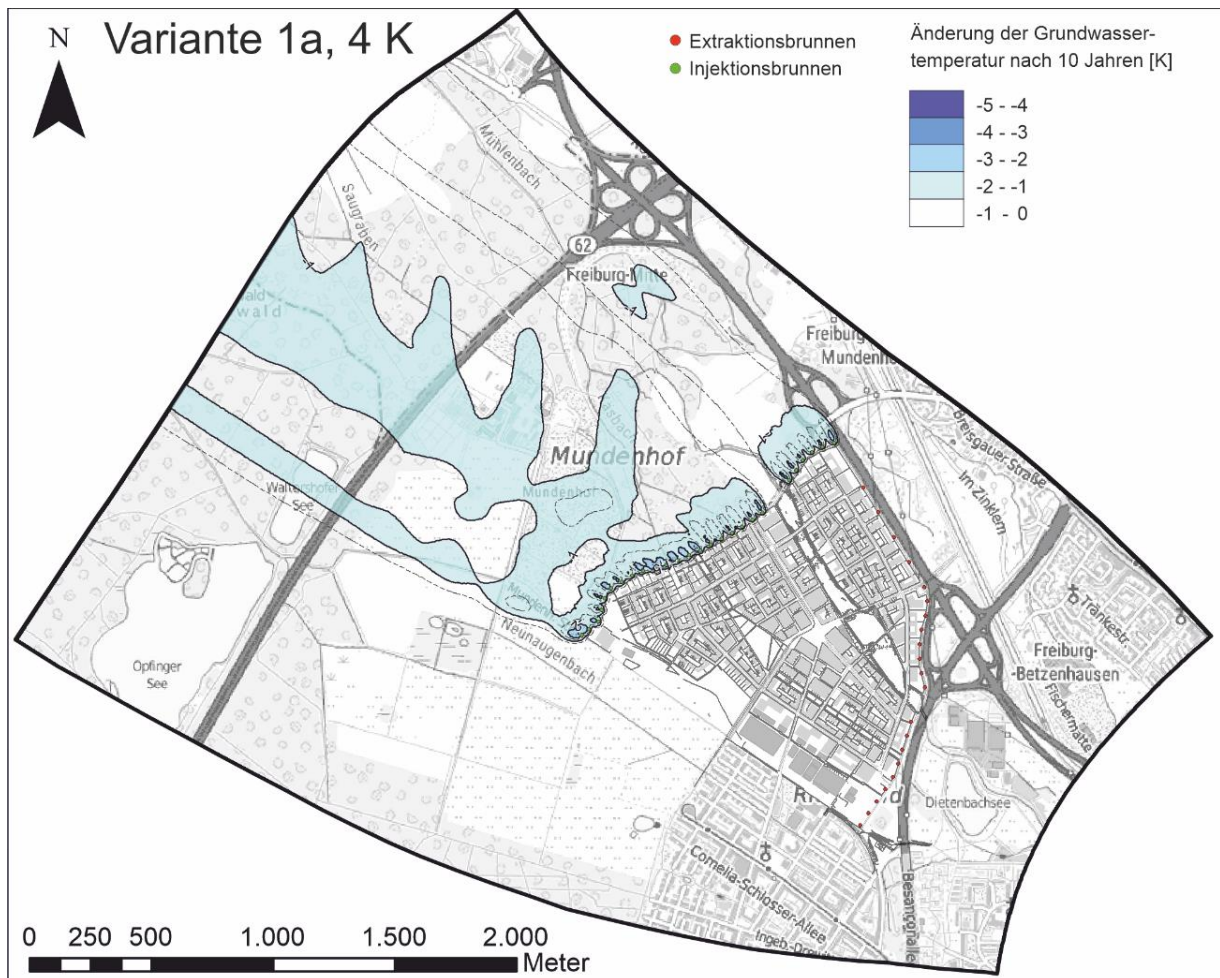 N
Variante 1a, 4 K
Extraktionsbrunnen
Injektionsbrunnen
Änderung der Grundwasser-
temperatur nach 10 Jahren [K]
-5 - -4
-4 - -3
-3 - -2
-2 - -1
-1 - 0
Mühlenbach
Saugraben
62
Freiburg-Mitte
Freiburg
Mundenhof
Breisgauer Straße
Im Zinklern
Mundenhof
Mundenhof
Waltershofer
See
Neunaugenbach
Opfinger
See
Tränkestr.
Freiburg-
-Betzenhausen
Fischermatte
Dietenbachsee
Cornelia-Schlosser-Allee
Besançonallee
0 250 500 1.000 1.500 2.000
Meter